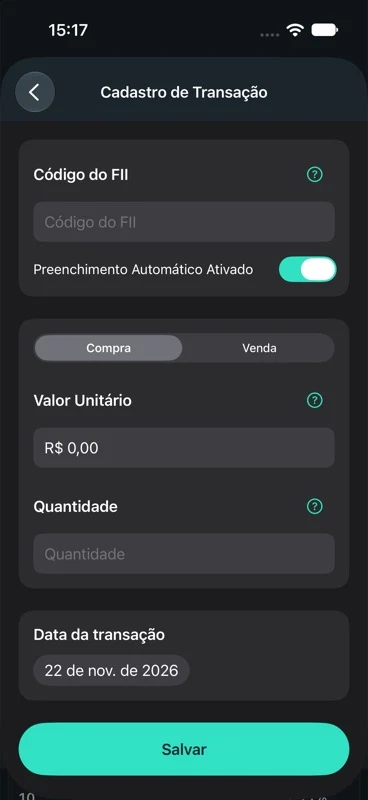 15:17
Cadastro de Transação
Código do FII
Código do FII
Preenchimento Automático Ativado
Compra
Venda
Valor Unitário
R$ 0,00
Quantidade
Quantidade
Data da transação
22 de nov. de 2026
Salvar
10